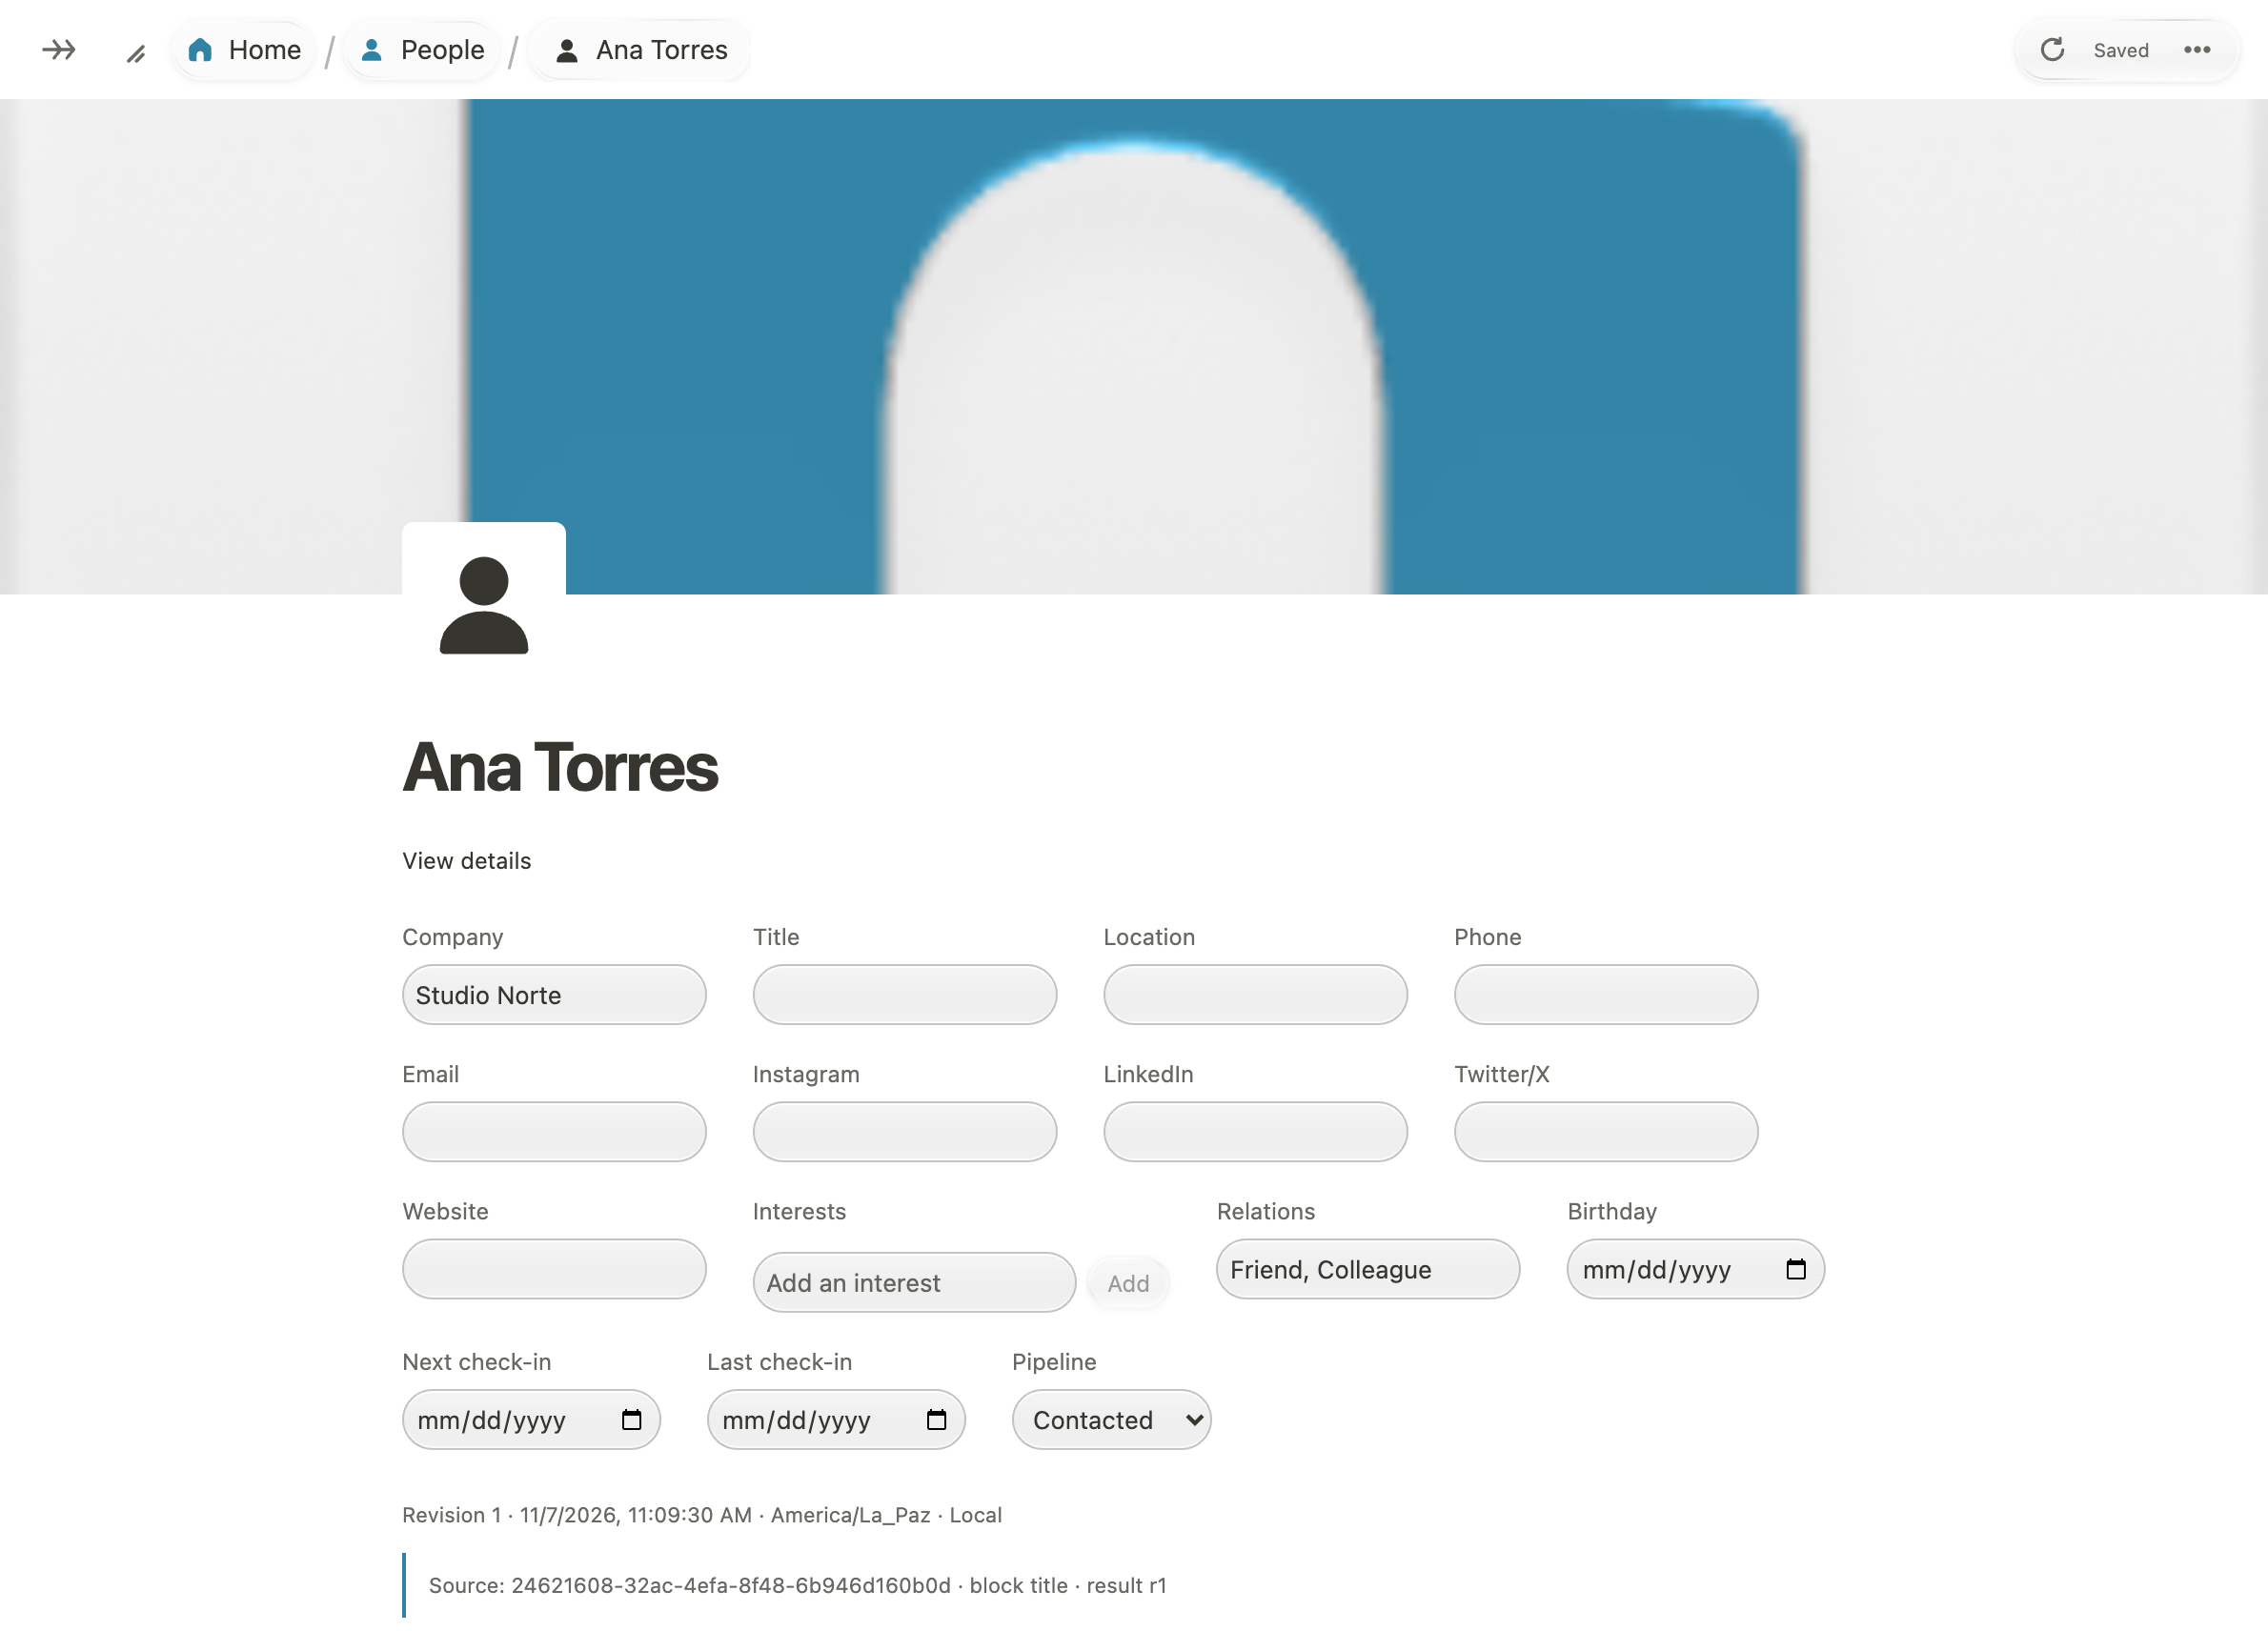 Home / People / Ana Torres
Saved
Ana Torres
View details
Company Title Location Phone
Studio Norte
Email Instagram LinkedIn Twitter/X
Website Interests Relations Birthday
Add an interest Add Friend, Colleague mm/dd/yyyy
Next check-in Last check-in Pipeline
mm/dd/yyyy mm/dd/yyyy Contacted
Revision 1 · 11/7/2026, 11:09:30 AM · America/La_Paz · Local
Source: 24621608-32ac-4efa-8f48-6b946d160b0d · block title · result r1